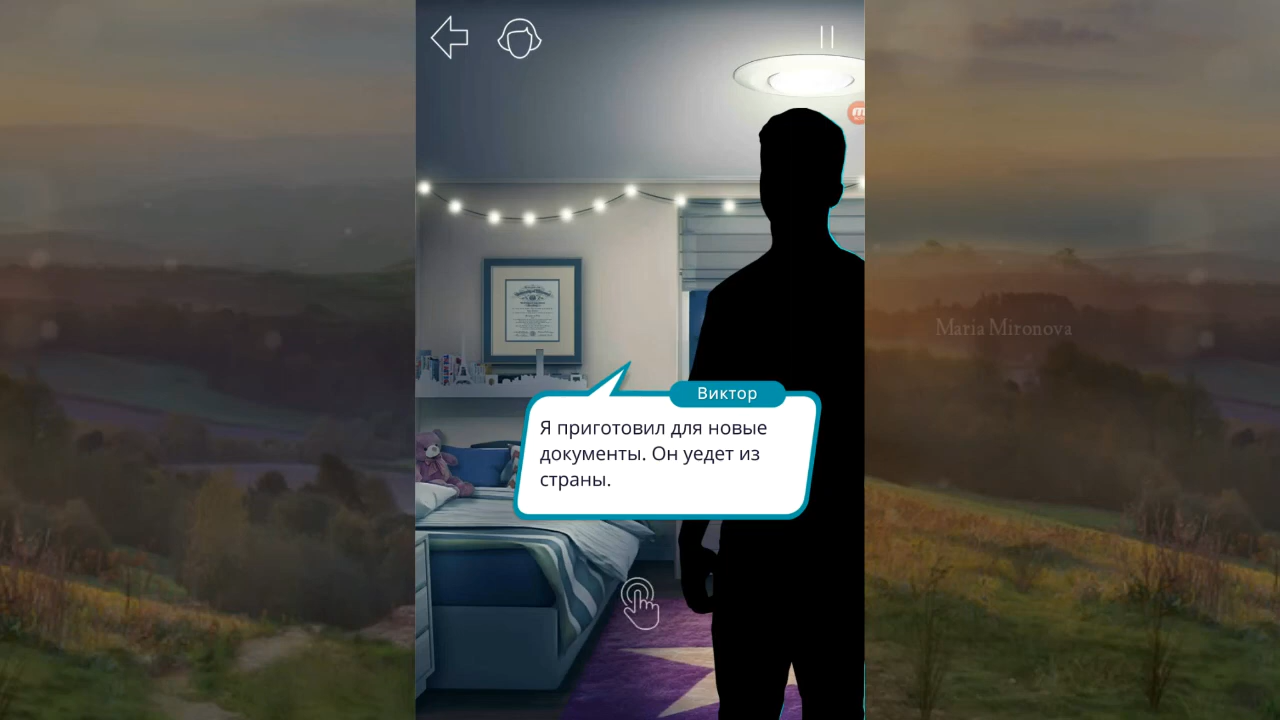 Maria Mironova
Виктор
Я приготовил для новые
документы. Он уедет из
страны.